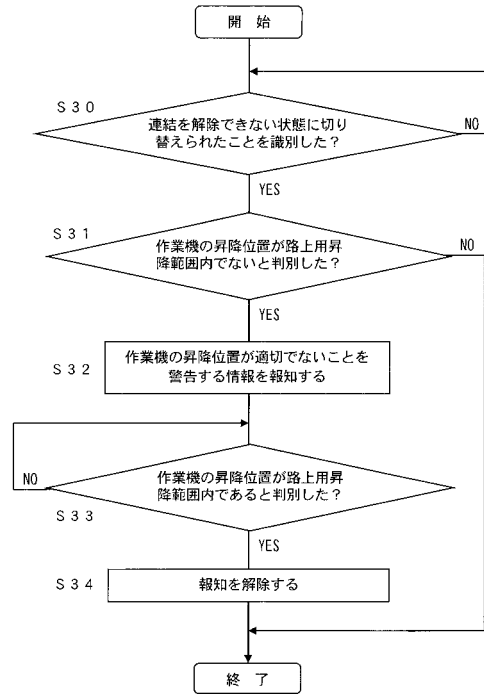 開　始
Ｓ３０
連結を解除できない状態に切り
替えられたことを識別した？
NO
YES
Ｓ３１
作業機の昇降位置が路上用昇
降範囲内でないと判別した？
NO
YES
Ｓ３２
作業機の昇降位置が適切でないことを
警告する情報を報知する
作業機の昇降位置が路上用昇
降範囲内であると判別した？
NO
Ｓ３３
YES
Ｓ３４
報知を解除する
終　了